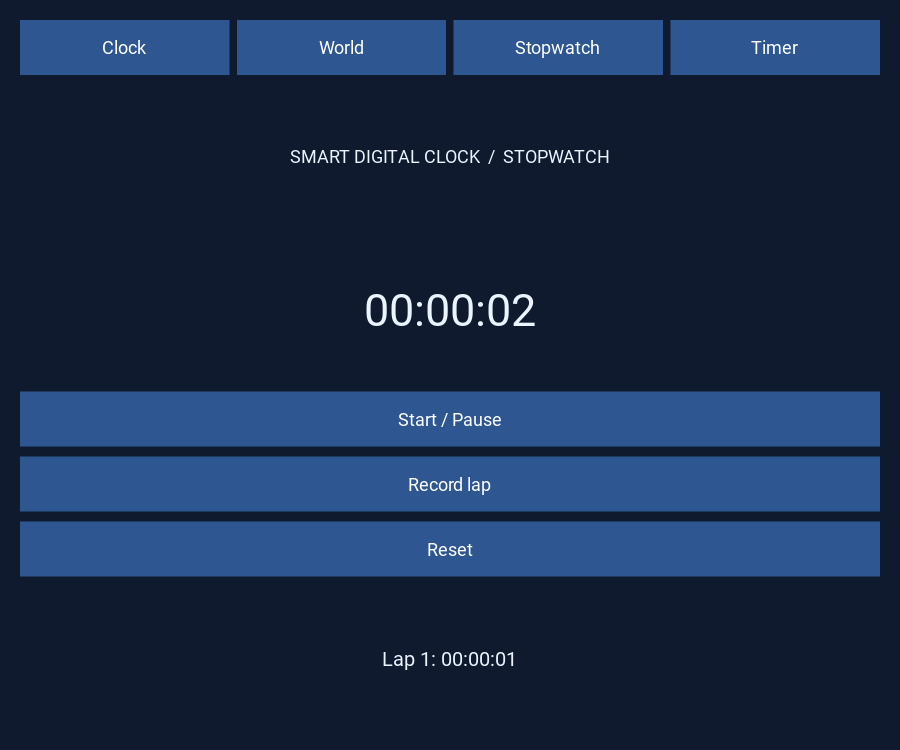 Clock World Stopwatch Timer
SMART DIGITAL CLOCK / STOPWATCH
00:00:02
Start / Pause
Record lap
Reset
Lap 1: 00:00:01